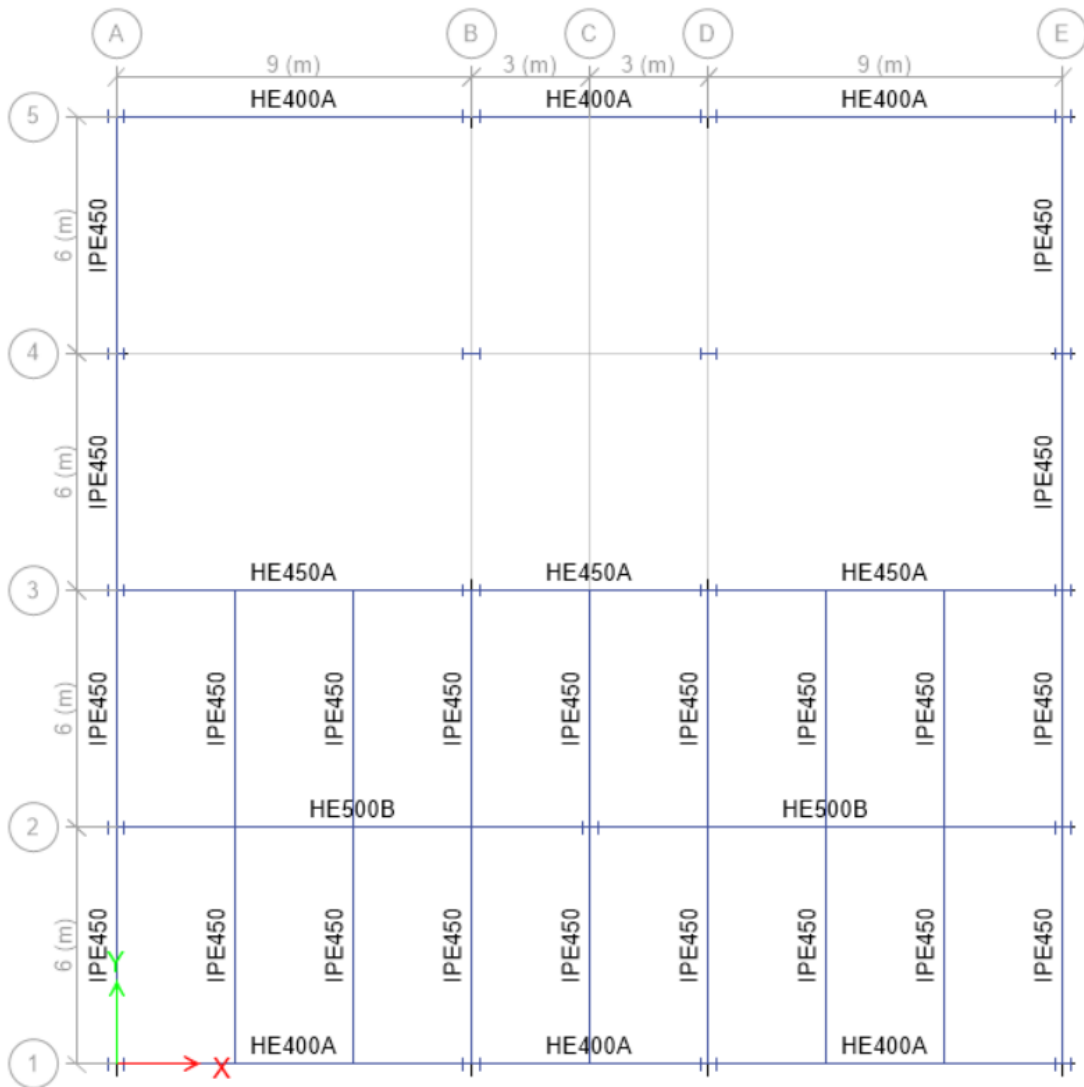 A B C D E
9 (m) 3 (m) 3 (m) 9 (m)
HE400A HE400A HE400A
5
IPE450 6 (m) IPE450
4
IPE450 6 (m) IPE450
HE450A HE450A HE450A
3
6 (m) IPE450 IPE450 IPE450 IPE450 IPE450 IPE450 IPE450 IPE450 IPE450
HE500B HE500B
2
6 (m) IPE450 IPE450 IPE450 IPE450 IPE450 IPE450 IPE450 IPE450 IPE450
Y
HE400A HE400A HE400A
1 X